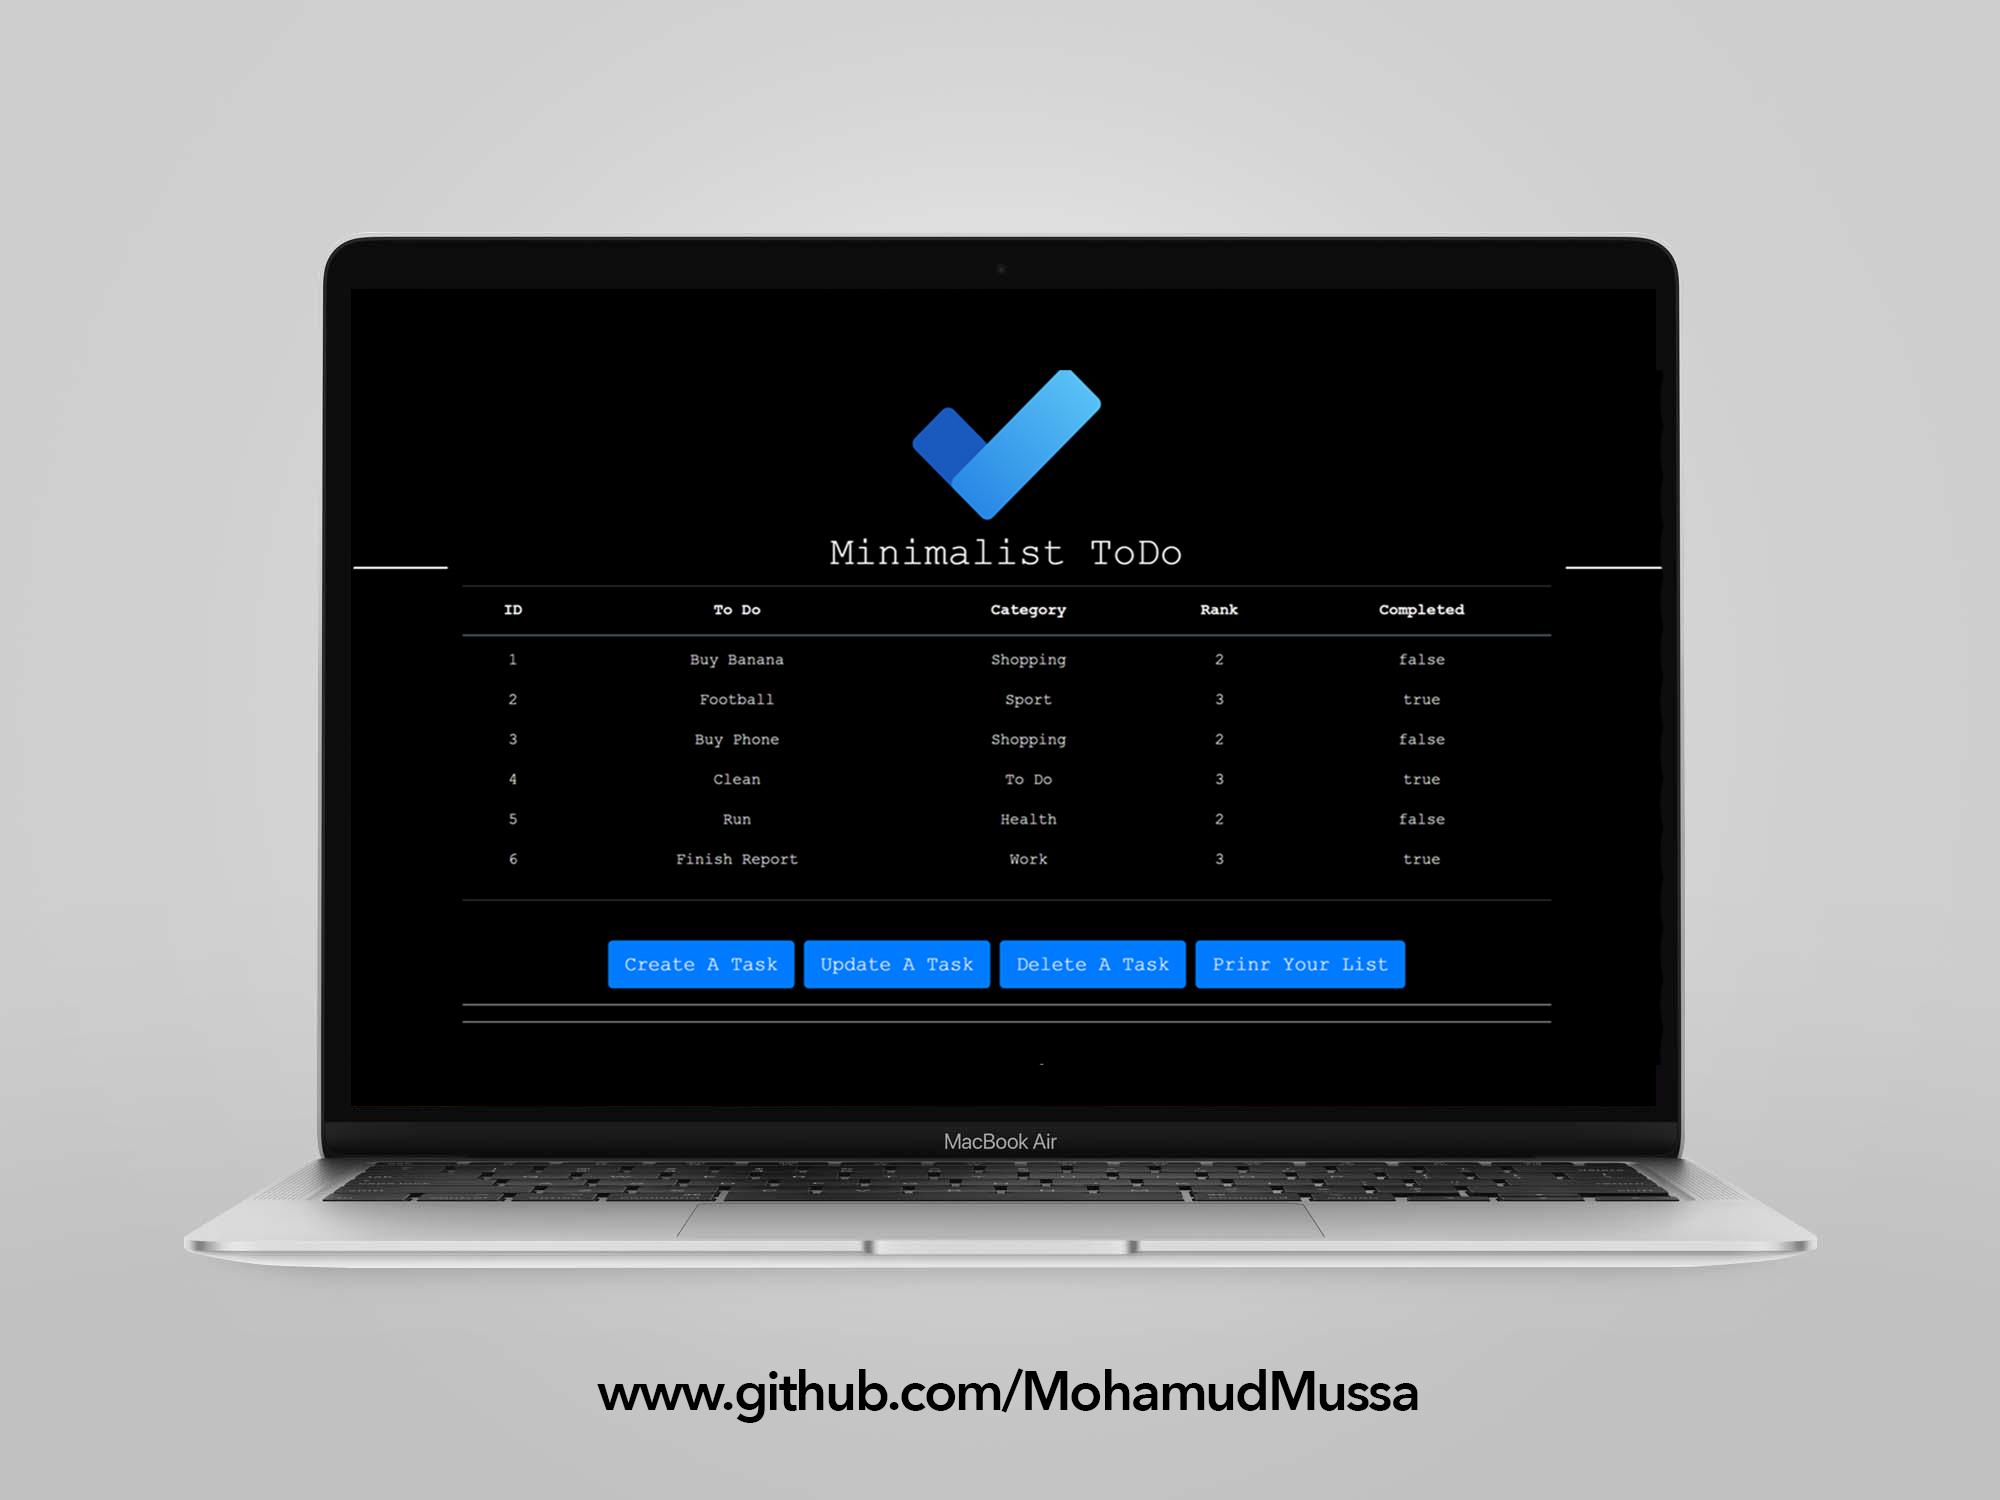 Minimalist ToDo
ID To Do Category Rank Completed
1 Buy Banana Shopping 2 false
2 Football Sport 3 true
3 Buy Phone Shopping 2 false
4 Clean To Do 3 true
5 Run Health 2 false
6 Finish Report Work 3 true
Create A Task Update A Task Delete A Task Prinr Your List
-
MacBook Air
www.github.com/MohamudMussa